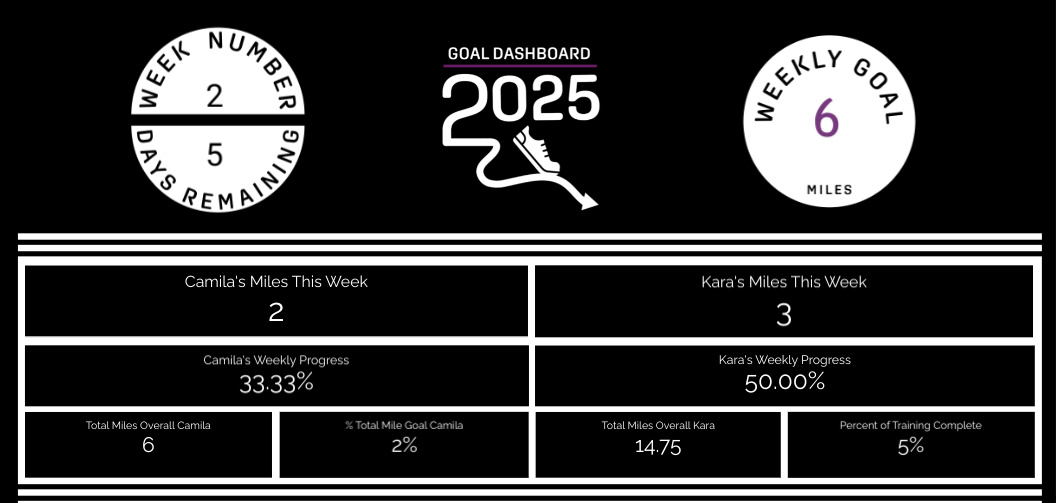 WEEK NUMBER
2
5
DAYS REMAINING
GOAL DASHBOARD
2025
WEEKLY GOAL
6
MILES
Camila's Miles This Week
2
Kara's Miles This Week
3
Camila's Weekly Progress
33.33%
Kara's Weekly Progress
50.00%
Total Miles Overall Camila
6
% Total Mile Goal Camila
2%
Total Miles Overall Kara
14.75
Percent of Training Complete
5%